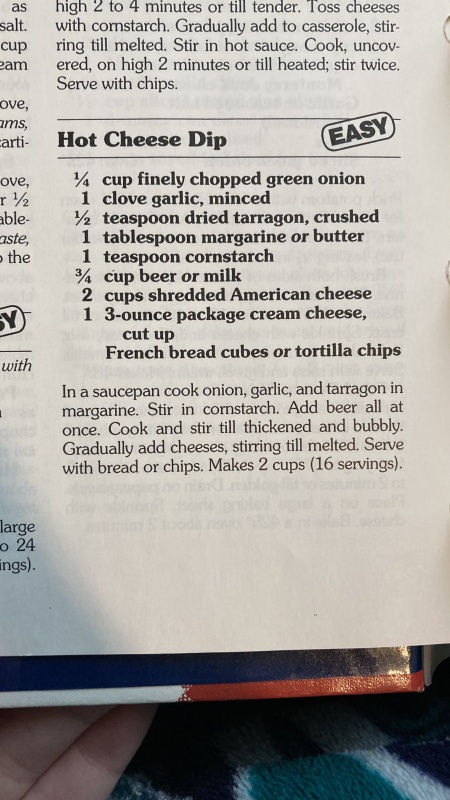 as
salt.
cup
eam
ove,
ams,
carti-
ove,
r ½
able-
aste,
o the
SY
with
large
o 24
ings).
high 2 to 4 minutes or till tender. Toss cheeses
with cornstarch. Gradually add to casserole, stir-
ring till melted. Stir in hot sauce. Cook, uncov-
ered, on high 2 minutes or till heated; stir twice.
Serve with chips.
Hot Cheese Dip
EASY
¼ cup finely chopped green onion
1 clove garlic, minced
½ teaspoon dried tarragon, crushed
1 tablespoon margarine or butter
1 teaspoon cornstarch
¾ cup beer or milk
2 cups shredded American cheese
1 3-ounce package cream cheese,
cut up
French bread cubes or tortilla chips
In a saucepan cook onion, garlic, and tarragon in
margarine. Stir in cornstarch. Add beer all at
once. Cook and stir till thickened and bubbly.
Gradually add cheeses, stirring till melted. Serve
with bread or chips. Makes 2 cups (16 servings).